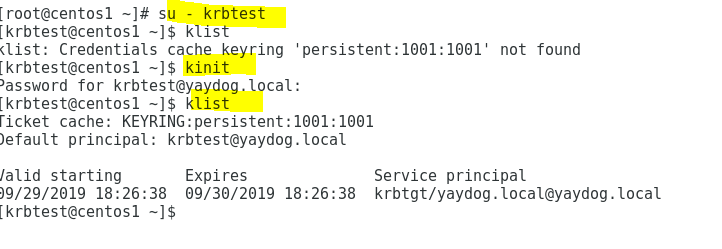 [root@centos1 ~]# su - krbtest
[krbtest@centos1 ~]$ klist
klist: Credentials cache keyring 'persistent:1001:1001' not found
[krbtest@centos1 ~]$ kinit
Password for krbtest@yaydog.local:
[krbtest@centos1 ~]$ klist
Ticket cache: KEYRING:persistent:1001:1001
Default principal: krbtest@yaydog.local
Valid starting       Expires              Service principal
09/29/2019 18:26:38  09/30/2019 18:26:38  krbtgt/yaydog.local@yaydog.local
[krbtest@centos1 ~]$